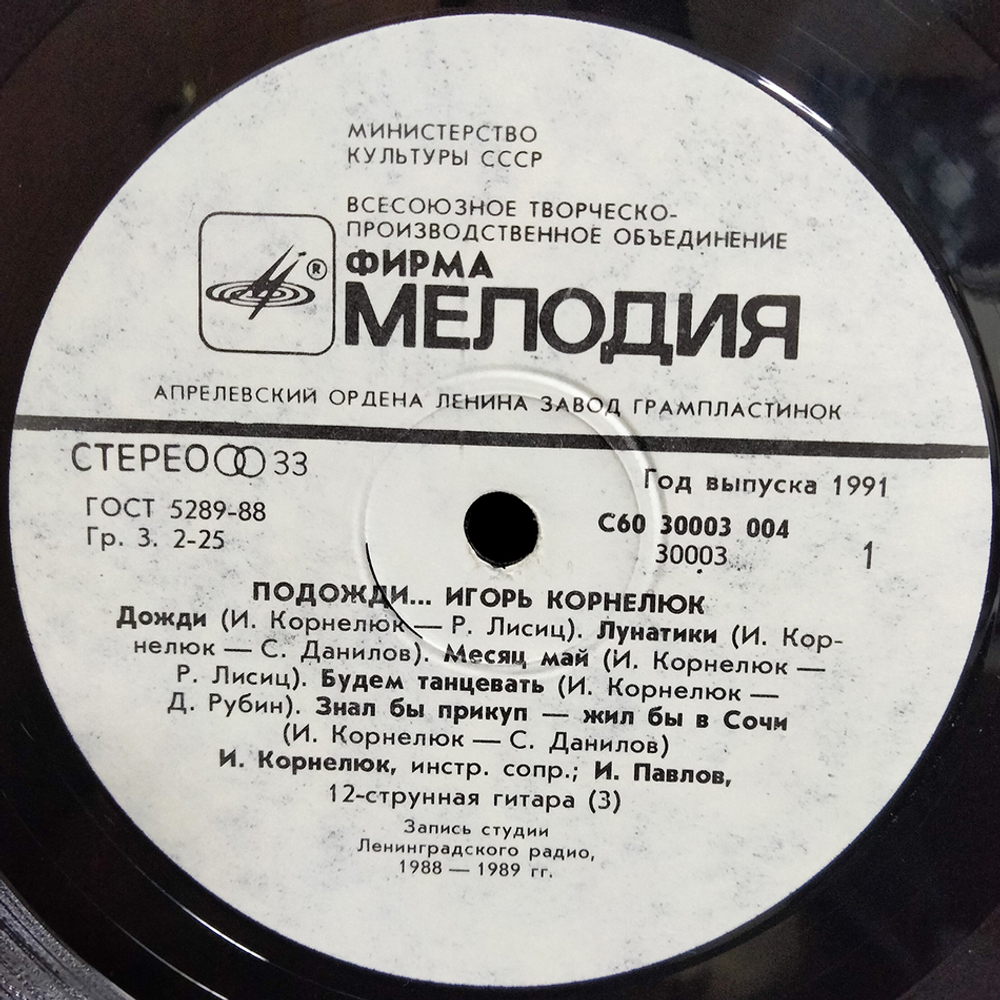 МИНИСТЕРСТВО
КУЛЬТУРЫ СССР
ВСЕСОЮЗНОЕ ТВОРЧЕСКО-
ПРОИЗВОДСТВЕННОЕ ОБЪЕДИНЕНИЕ
®
ФИРМА
МЕЛОДИЯ
АПРЕЛЕВСКИЙ ОРДЕНА ЛЕНИНА ЗАВОД ГРАМПЛАСТИНОК
СТЕРЕО 33
Год выпуска 1991
ГОСТ 5289-88
С60 30003 004
Гр. 3. 2-25
30003
1
ПОДОЖДИ... ИГОРЬ КОРНЕЛЮК
Дожди (И. Корнелюк — Р. Лисиц). Лунатики (И. Кор-
нелюк — С. Данилов). Месяц май (И. Корнелюк —
Р. Лисиц). Будем танцевать (И. Корнелюк —
Д. Рубин). Знал бы прикуп — жил бы в Сочи
(И. Корнелюк — С. Данилов)
И. Корнелюк, инстр. сопр.; И. Павлов,
12-струнная гитара (3)
Запись студии
Ленинградского радио,
1988 — 1989 гг.